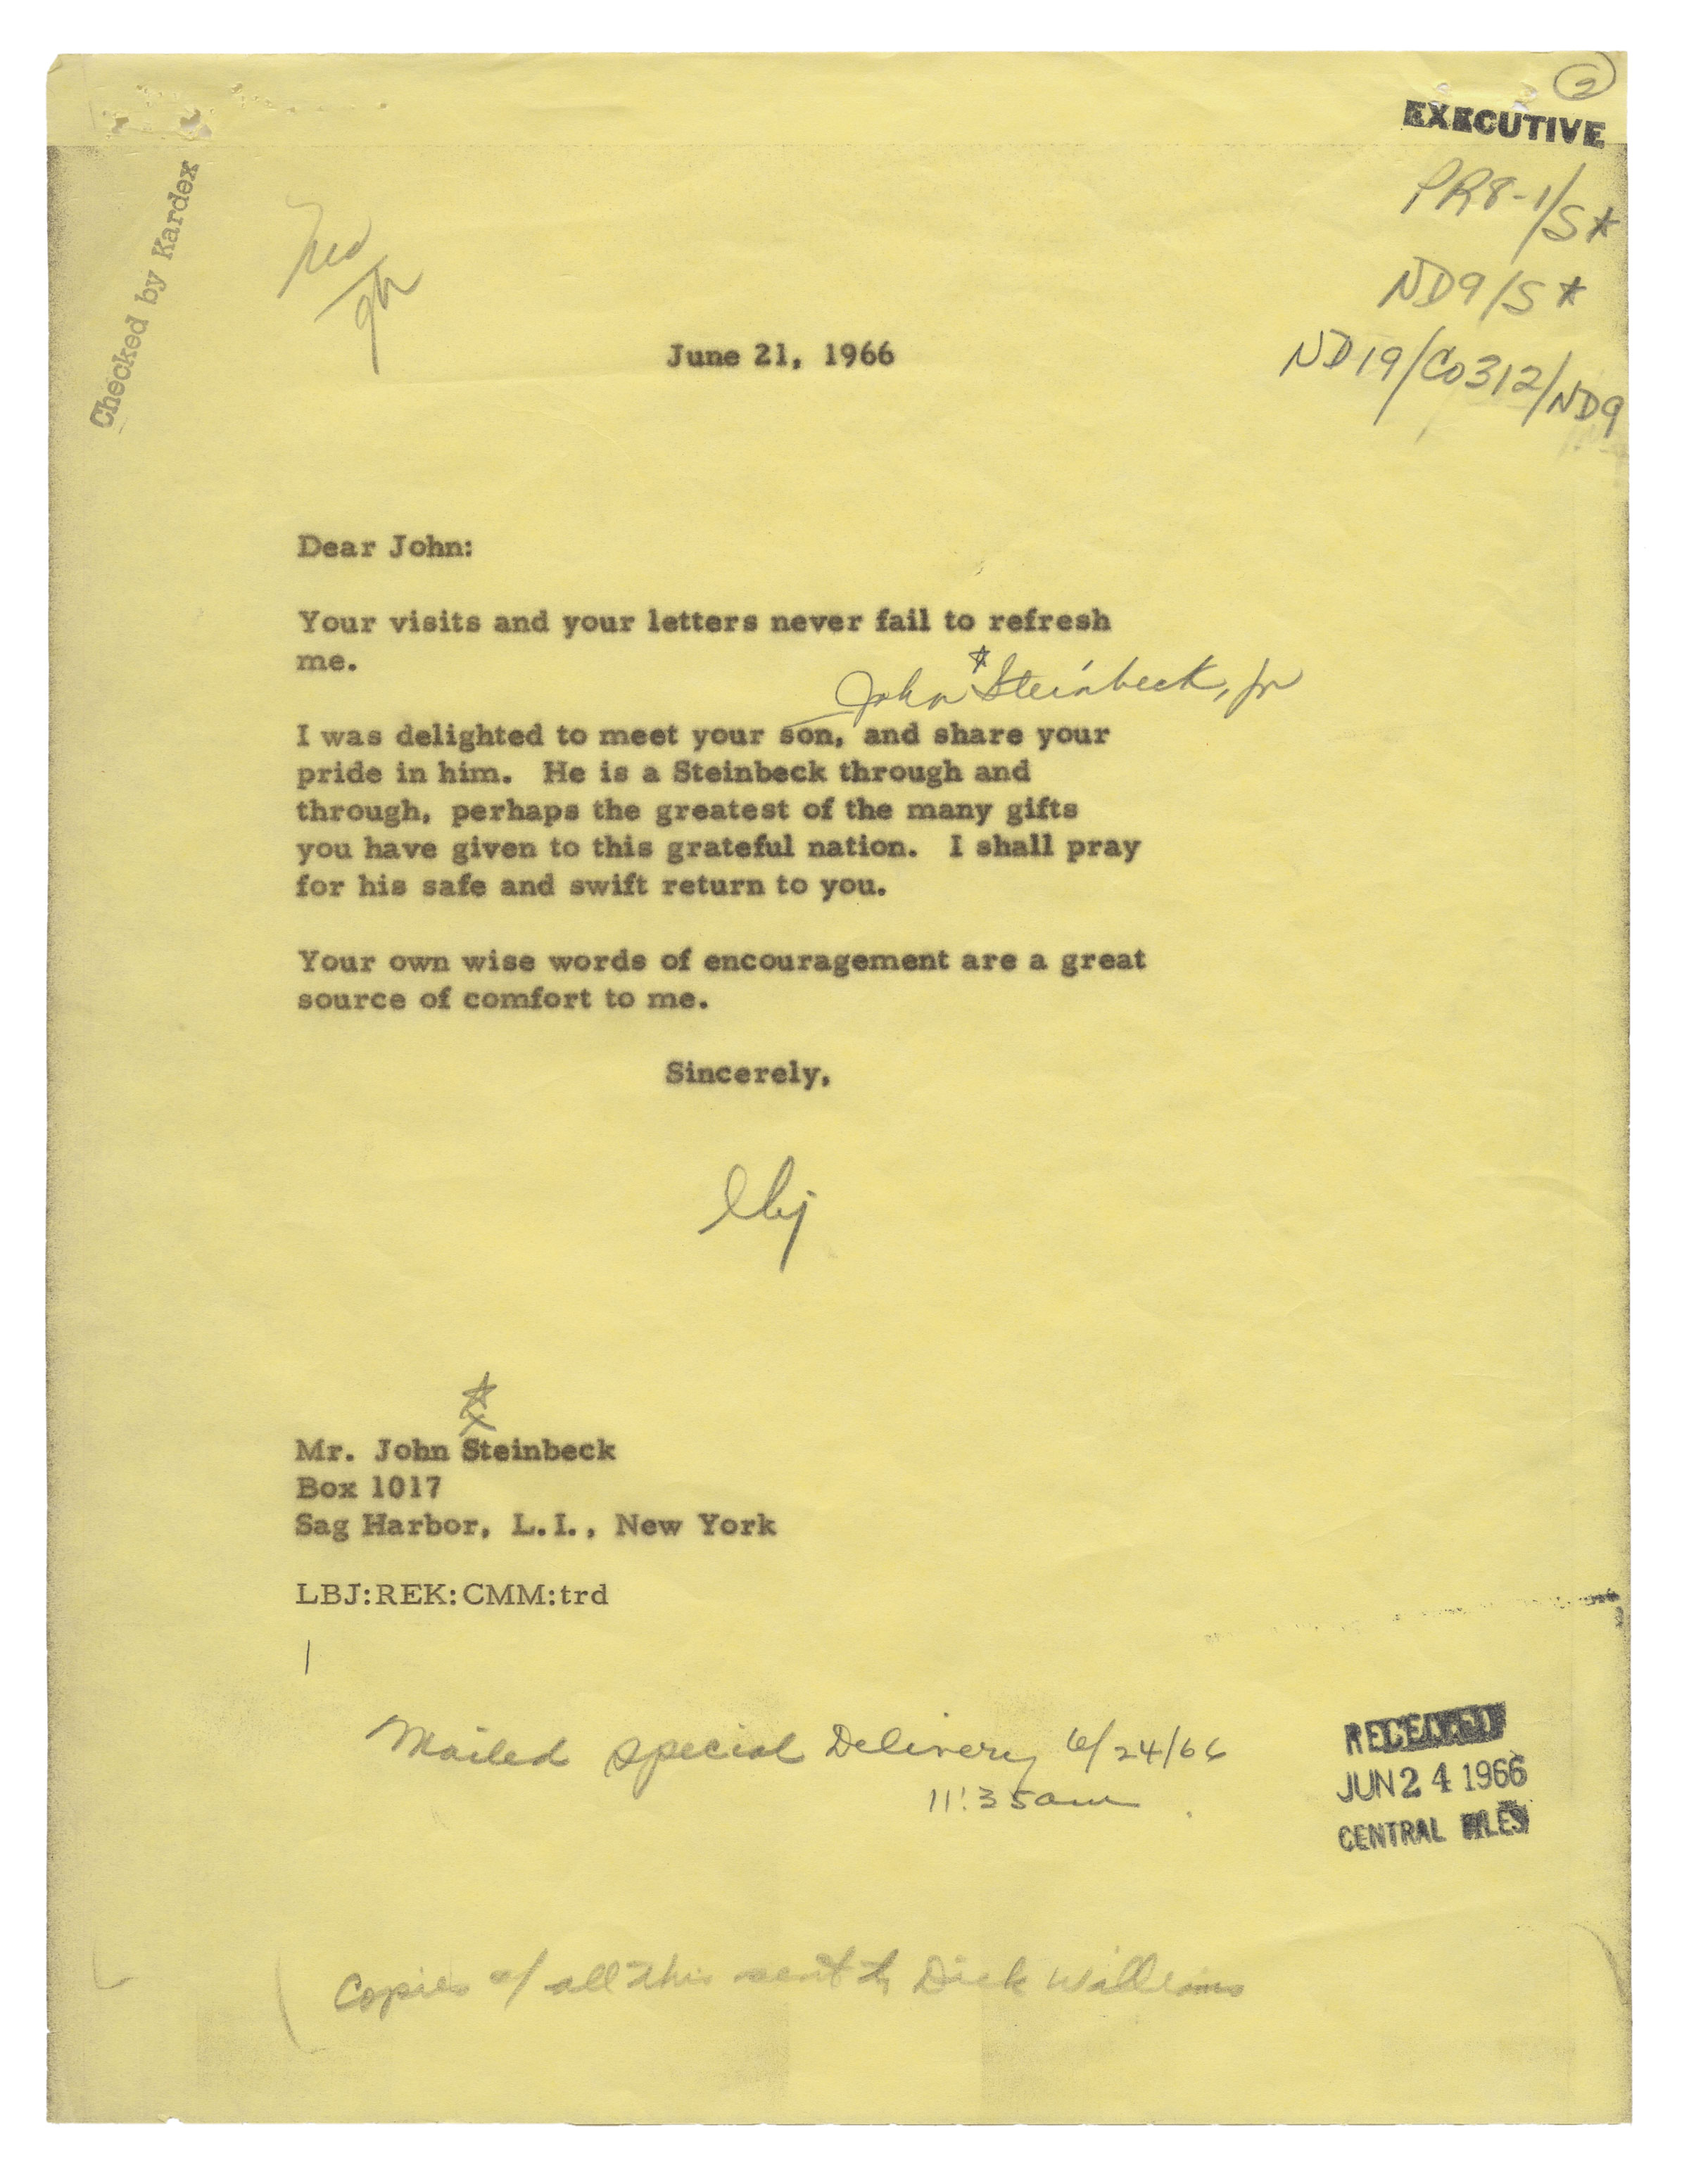 2
EXECUTIVE
Checked by Kardex
PR8-1/S*
ND9/S*
ND19/CO312/ND9
June 21, 1966
Dear John:
Your visits and your letters never fail to refresh
me.
John Steinbeck, Jr
I was delighted to meet your son, and share your
pride in him. He is a Steinbeck through and
through, perhaps the greatest of the many gifts
you have given to this grateful nation. I shall pray
for his safe and swift return to you.
Your own wise words of encouragement are a great
source of comfort to me.
Sincerely,
lbj
Mr. John Steinbeck
Box 1017
Sag Harbor, L.I., New York
LBJ:REK:CMM:trd
Mailed Special Delivery 6/24/66
11:35am
RECEIVED
JUN 24 1966
CENTRAL FILES
Copies of all this sent to Dick Williams